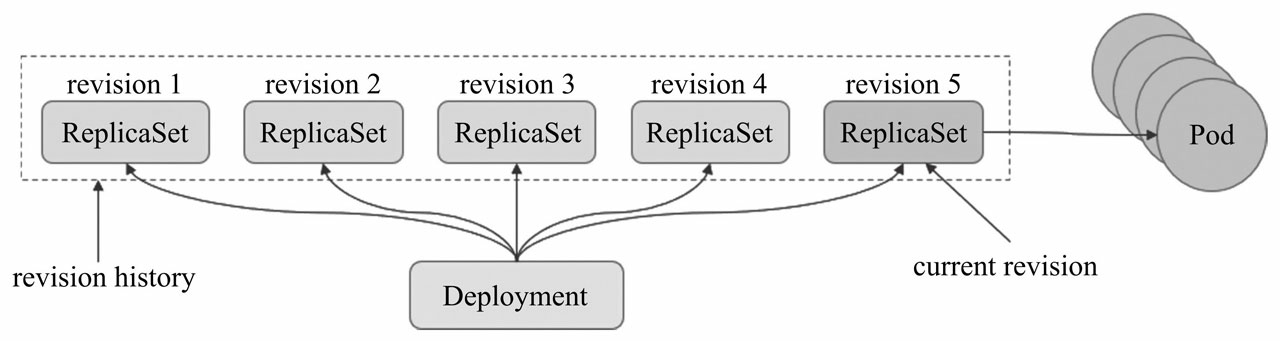 revision 1
revision 2
revision 3
revision 4
revision 5
ReplicaSet
ReplicaSet
ReplicaSet
ReplicaSet
ReplicaSet
Pod
revision history
Deployment
current revision